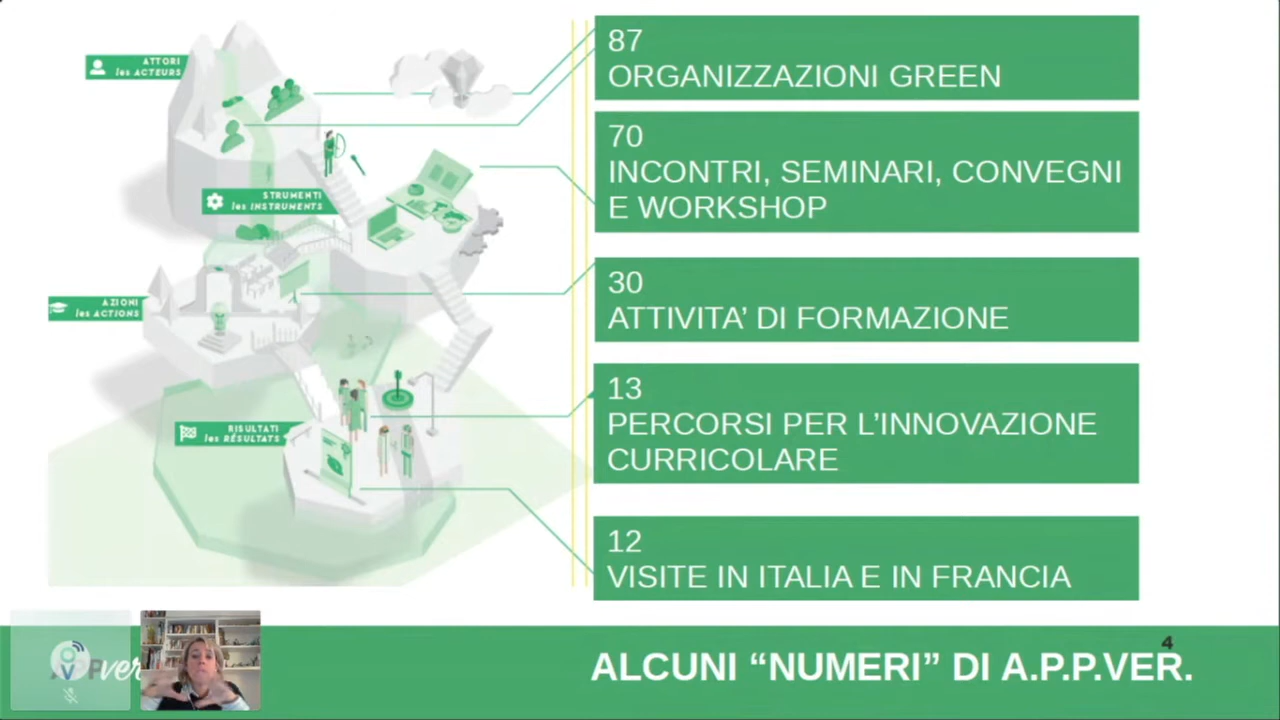 ATTORI
les ACTEURS
STRUMENTI
les INSTRUMENTS
AZIONI
les ACTIONS
RISULTATI
les RÉSULTATS
87
ORGANIZZAZIONI GREEN
70
INCONTRI, SEMINARI, CONVEGNI
E WORKSHOP
30
ATTIVITA’ DI FORMAZIONE
13
PERCORSI PER L’INNOVAZIONE
CURRICOLARE
12
VISITE IN ITALIA E IN FRANCIA
4
ALCUNI “NUMERI” DI A.P.P.VER.